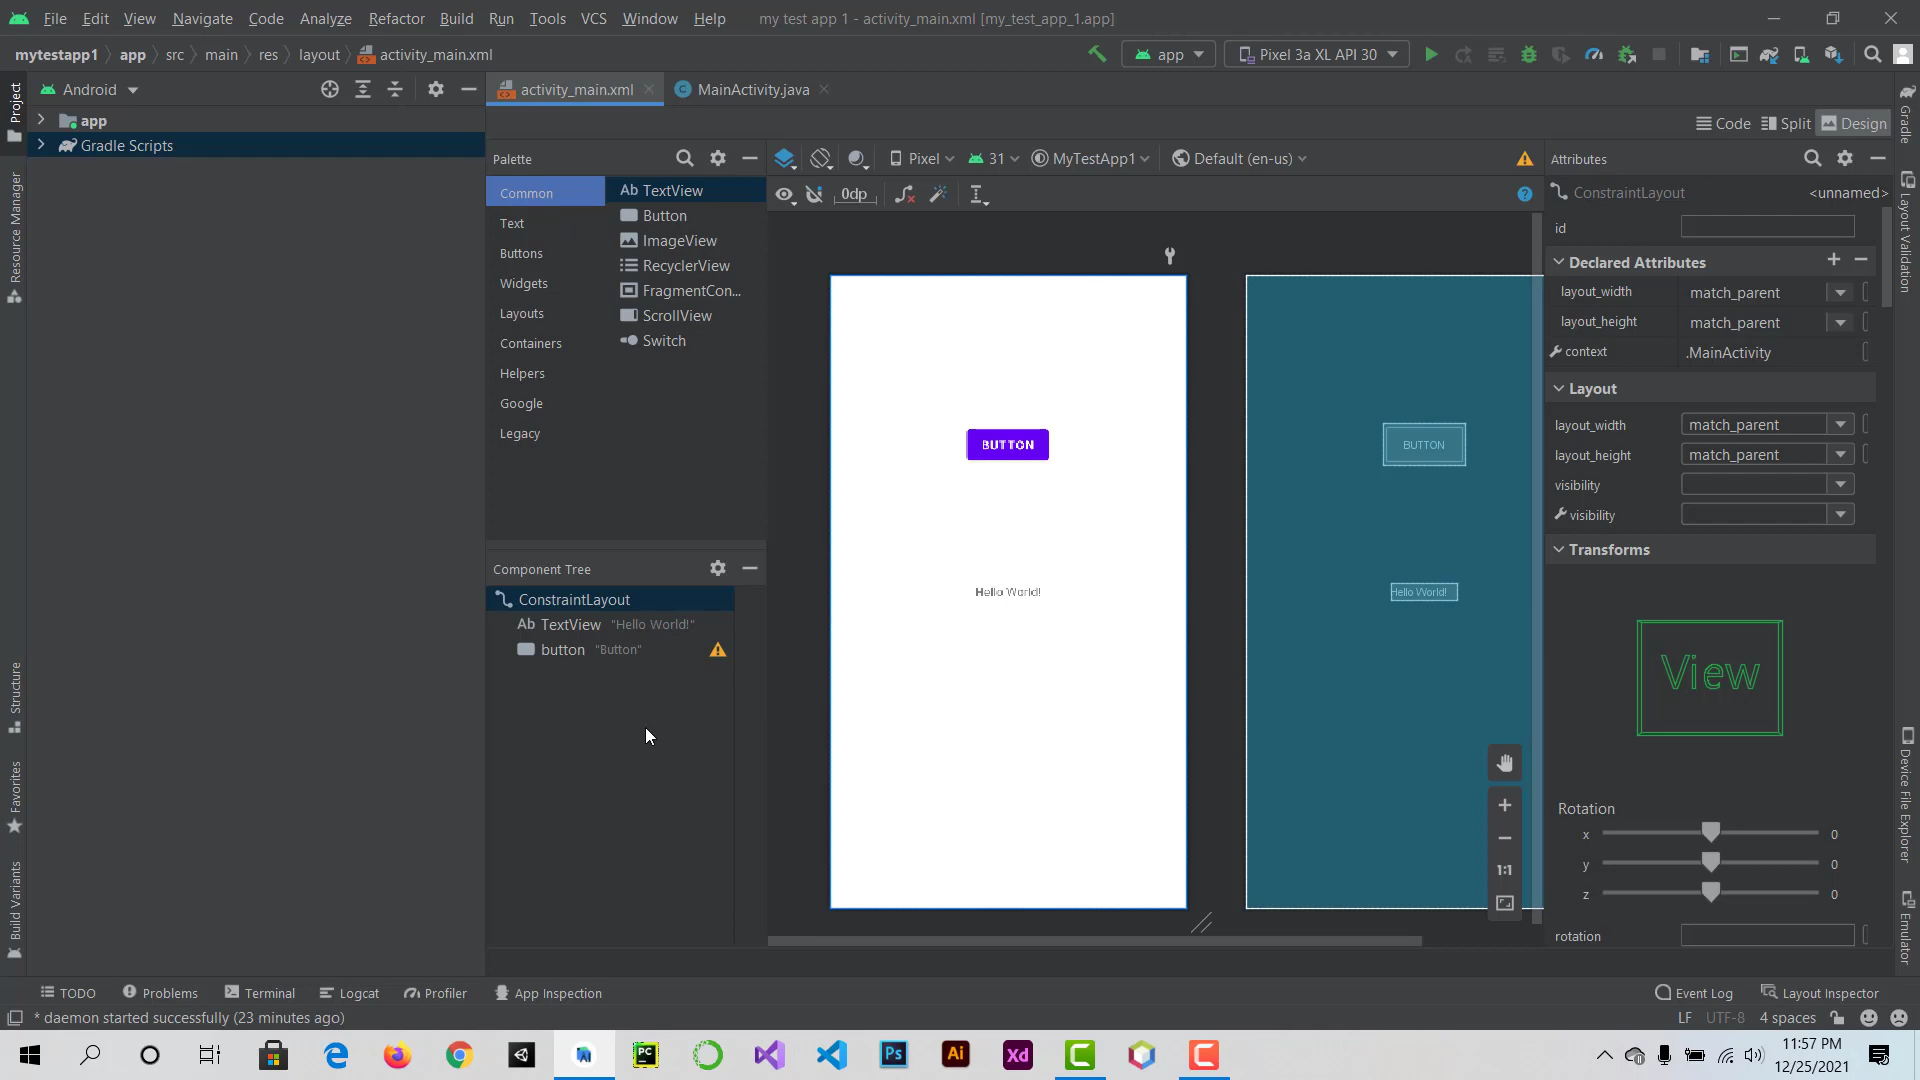 File Edit View Navigate Code Analyze Refactor Build Run Tools VCS Window Help my test app 1 - activity_main.xml [my_test_app_1.app]
mytestapp1 app src main res layout activity_main.xml app Pixel 3a XL API 30
Project
Resource Manager
Structure
Favorites
Build Variants
Android
app
Gradle Scripts
activity_main.xml MainActivity.java
Code Split Design
Palette
Common
Text
Buttons
Widgets
Layouts
Containers
Helpers
Google
Legacy
Ab TextView
Button
ImageView
RecyclerView
FragmentCon...
ScrollView
Switch
Component Tree
ConstraintLayout
Ab TextView "Hello World!"
button "Button"
Pixel 31 MyTestApp1 Default (en-us)
0dp
BUTTON
Hello World!
BUTTON
Hello World!
1:1
Attributes
ConstraintLayout <unnamed>
id
Declared Attributes
layout_width match_parent
layout_height match_parent
context .MainActivity
Layout
layout_width match_parent
layout_height match_parent
visibility
visibility
Transforms
View
Rotation
x 0
y 0
z 0
rotation
Gradle
Layout Validation
Device File Explorer
Emulator
TODO Problems Terminal Logcat Profiler App Inspection Event Log Layout Inspector
* daemon started successfully (23 minutes ago) LF UTF-8 4 spaces
PC Ps Ai Xd
11:57 PM
12/25/2021